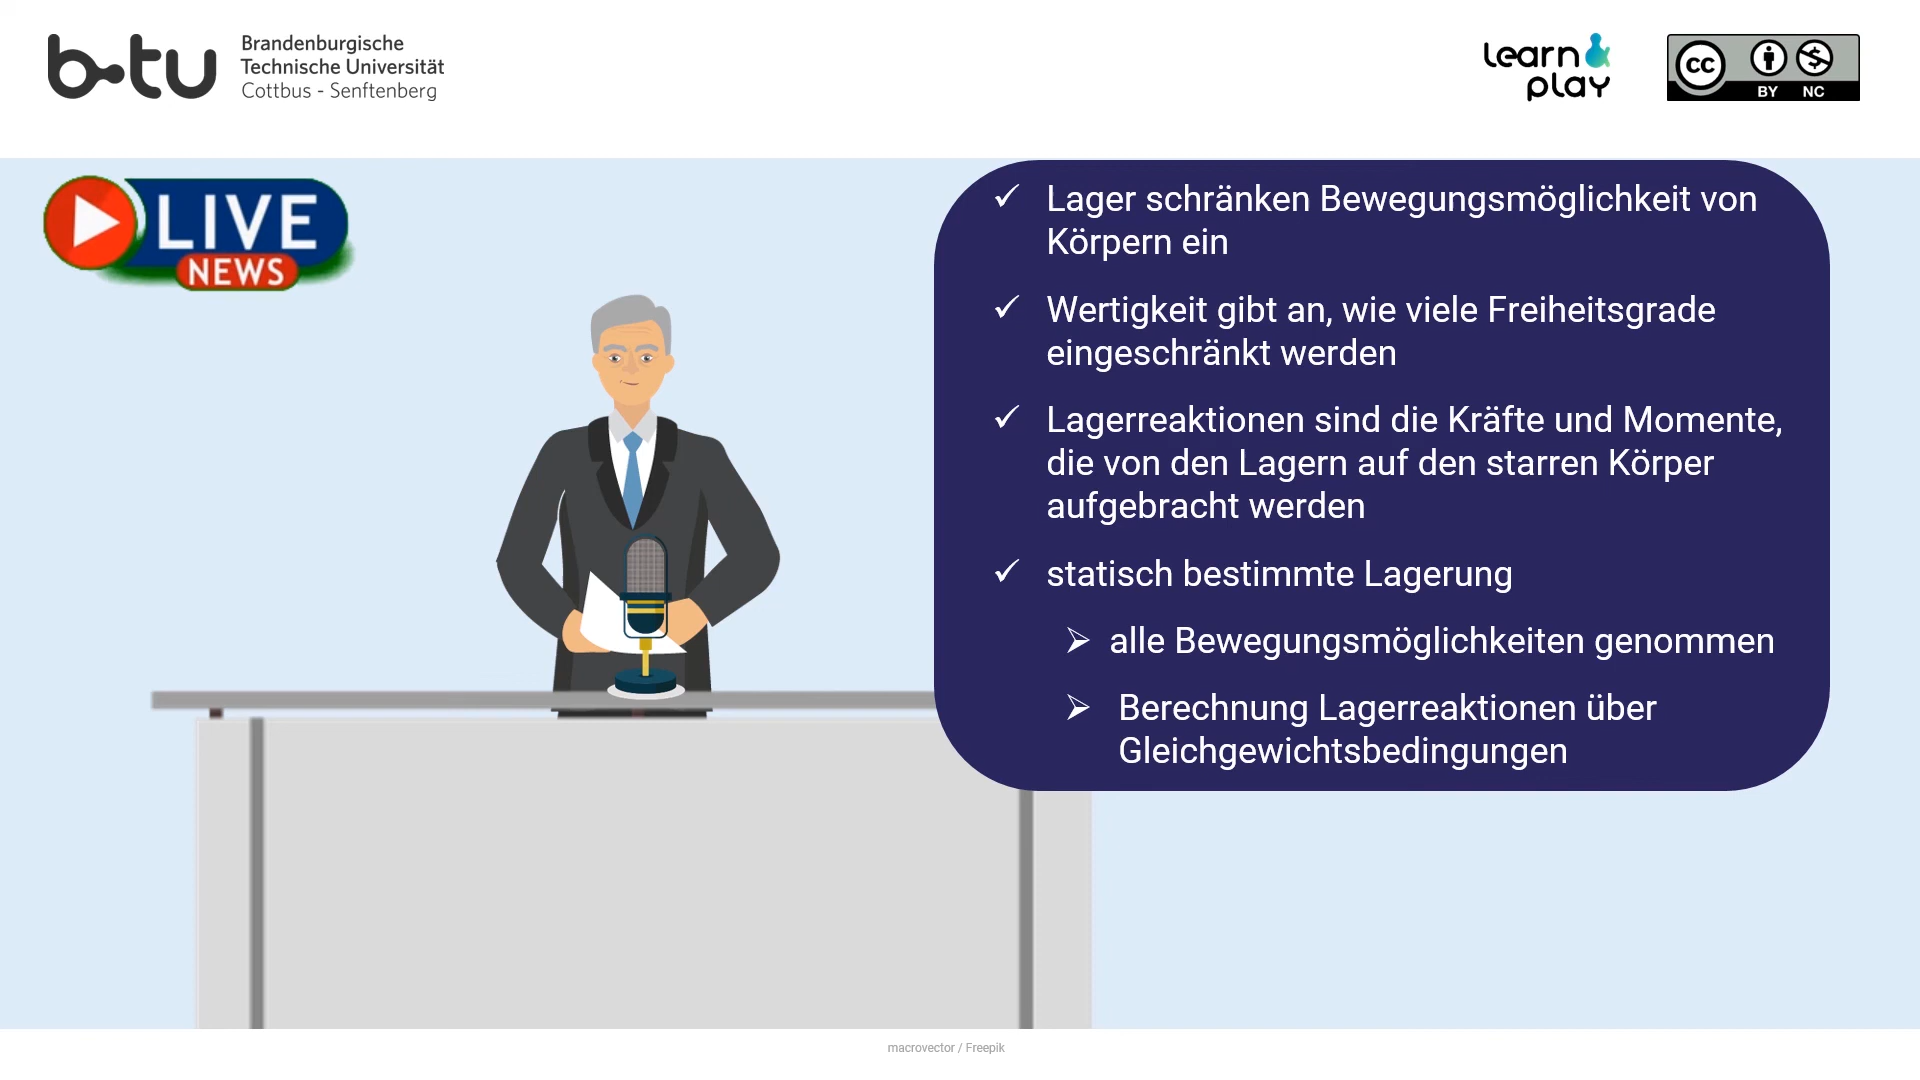 b-tu
Brandenburgische
Technische Universität
Cottbus - Senftenberg
learn &
play
cc
BY NC
LIVE
NEWS
✓ Lager schränken Bewegungsmöglichkeit von
Körpern ein
✓ Wertigkeit gibt an, wie viele Freiheitsgrade
eingeschränkt werden
✓ Lagerreaktionen sind die Kräfte und Momente,
die von den Lagern auf den starren Körper
aufgebracht werden
✓ statisch bestimmte Lagerung
➢ alle Bewegungsmöglichkeiten genommen
➢ Berechnung Lagerreaktionen über
Gleichgewichtsbedingungen
macrovector / Freepik